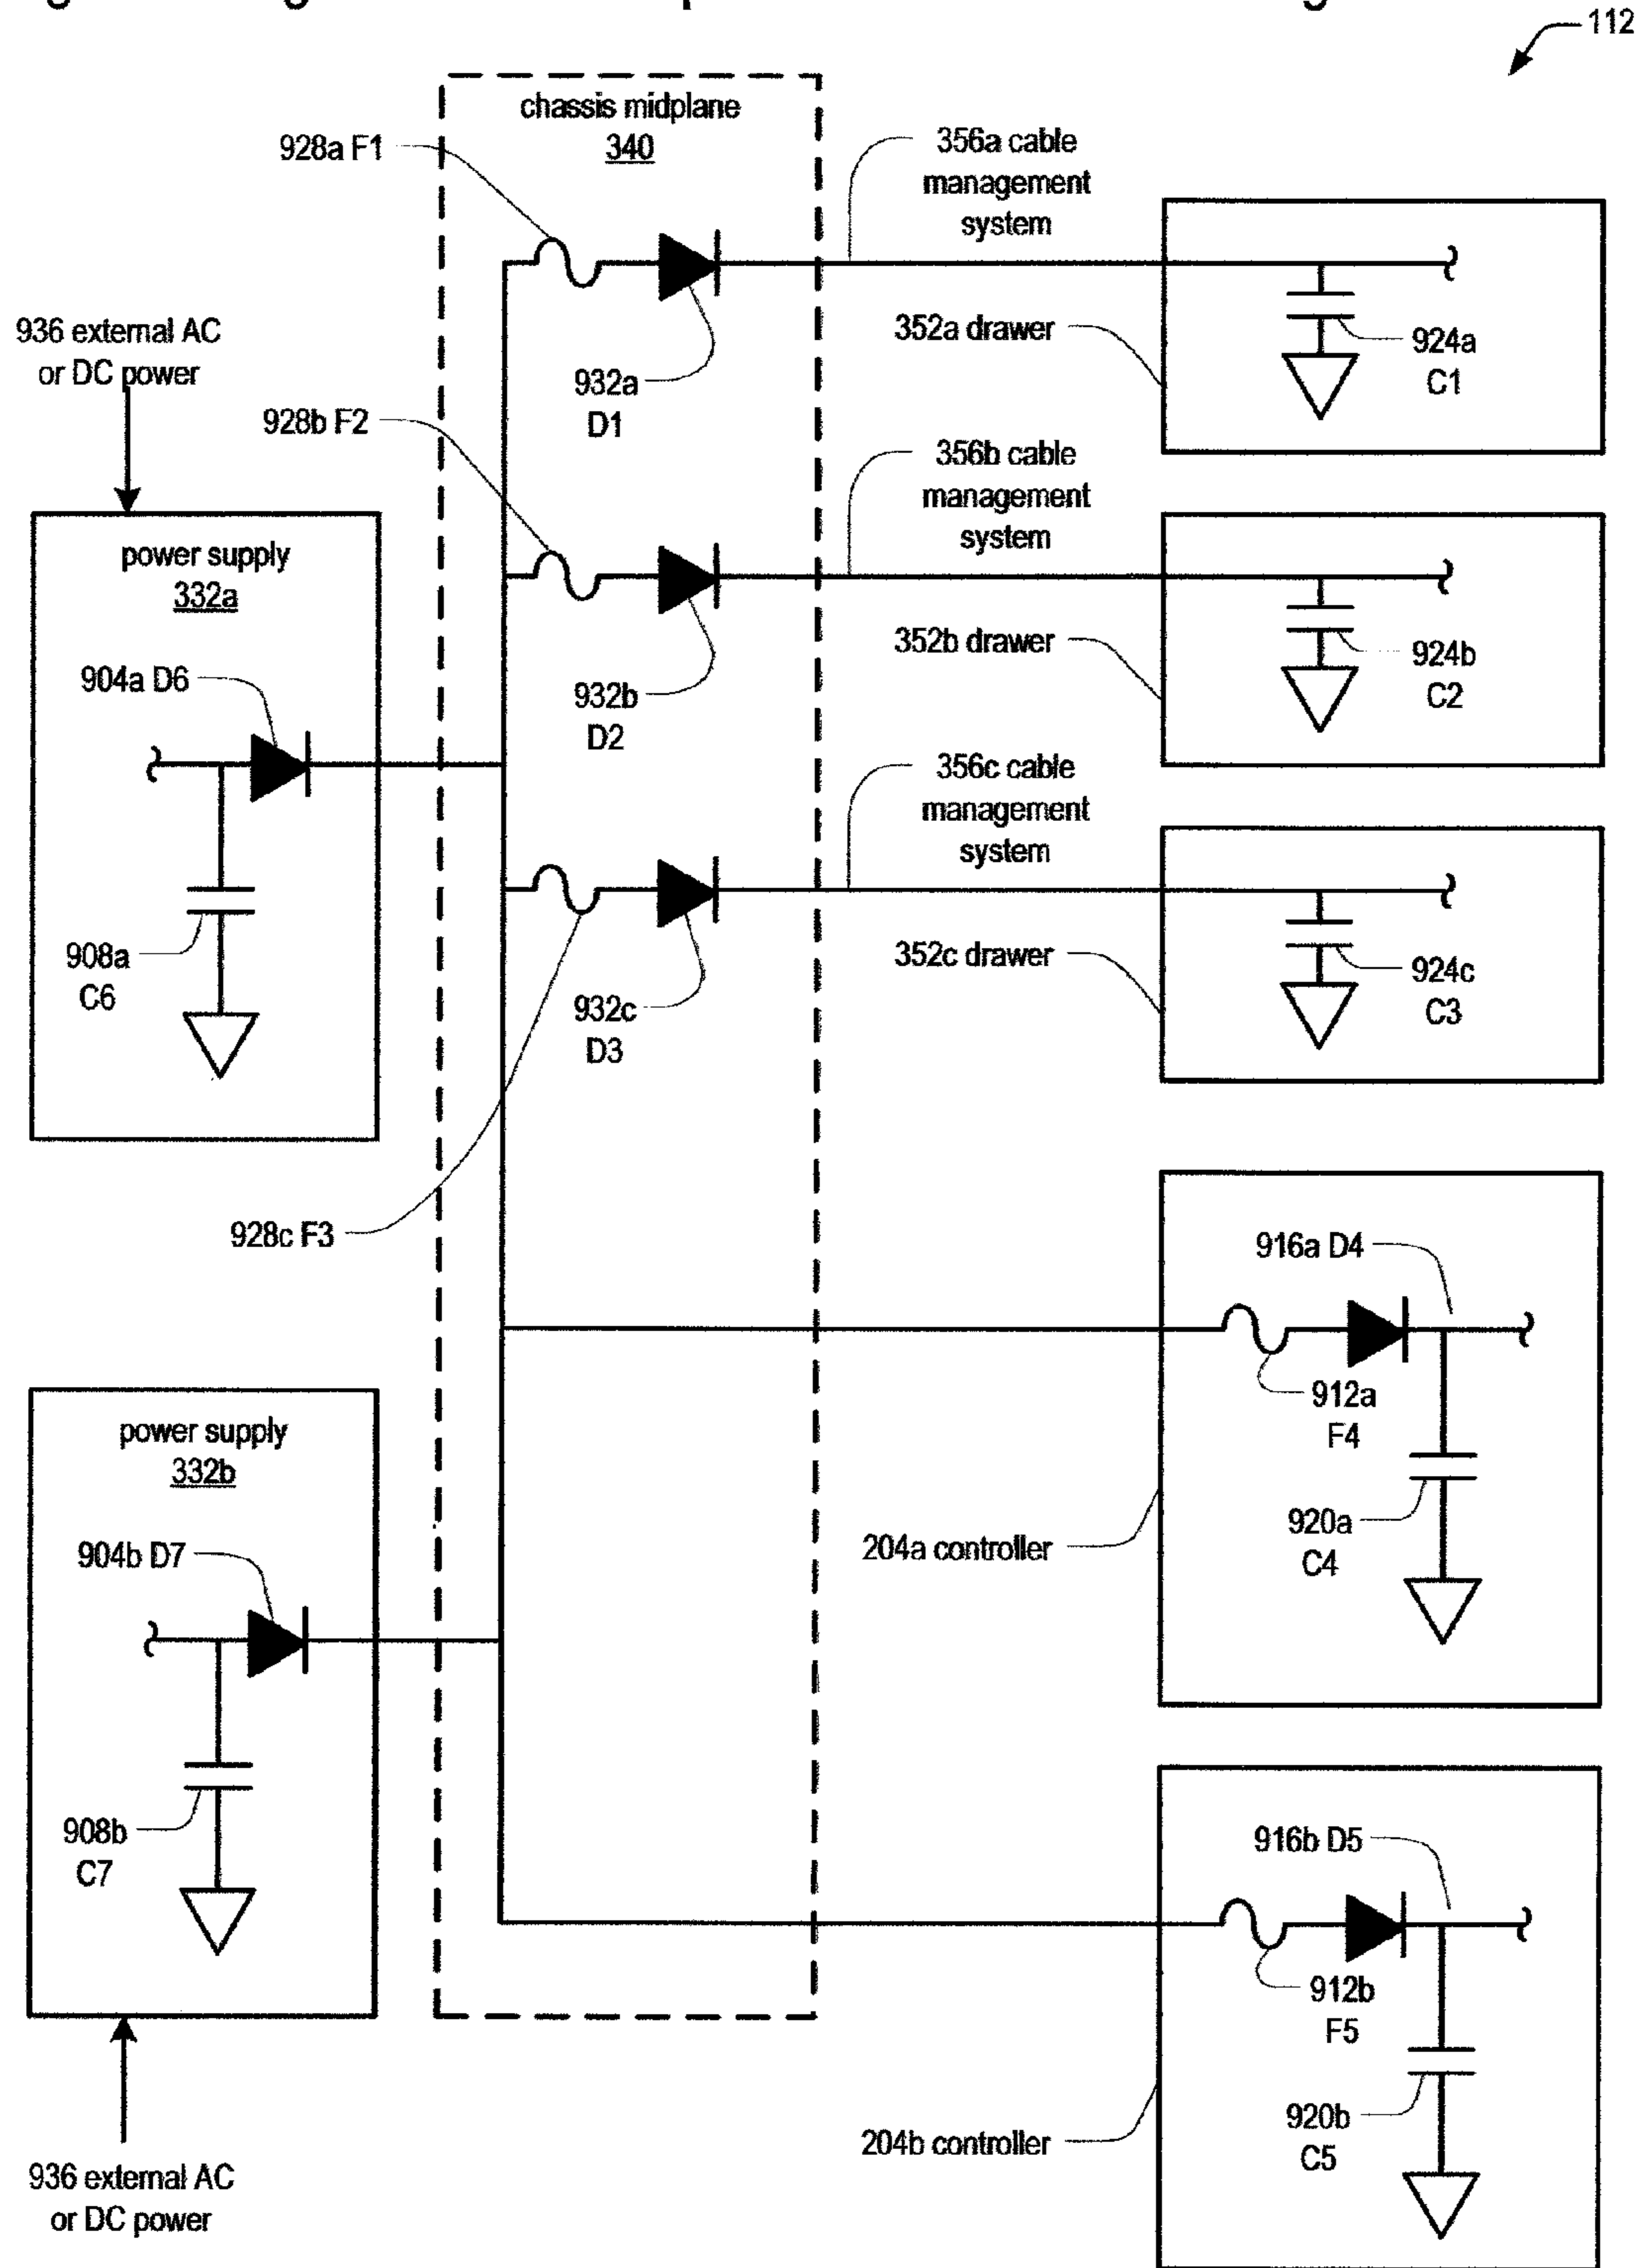 112
chassis midplane
340
928a F1
356a cable
management
system
352a drawer
924a
C1
932a
D1
936 external AC
or DC power
928b F2
356b cable
management
system
power supply
332a
352b drawer
924b
C2
932b
D2
904a D6
356c cable
management
system
908a
C6
352c drawer
924c
C3
932c
D3
928c F3
916a D4
912a
F4
power supply
332b
920a
C4
204a controller
904b D7
908b
C7
916b D5
912b
F5
920b
C5
204b controller
936 external AC
or DC power